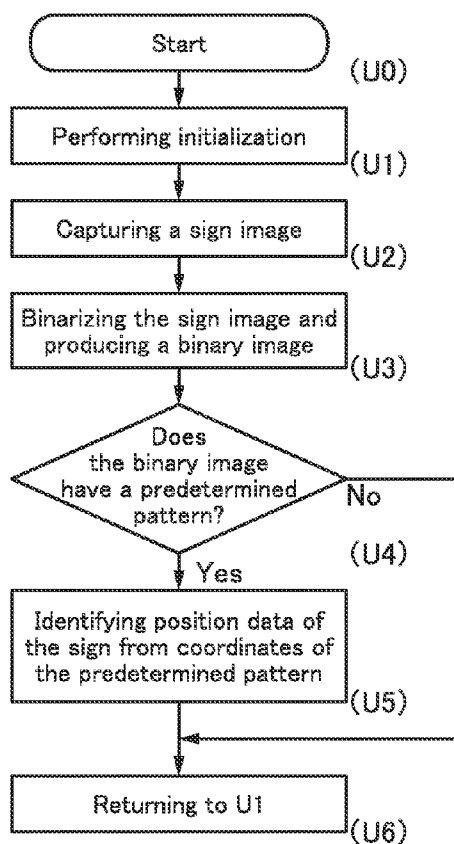 Start
(U0)
Performing initialization
(U1)
Capturing a sign image
(U2)
Binarizing the sign image and
producing a binary image
(U3)
Does
the binary image
have a predetermined
pattern?
No
(U4)
Yes
Identifying position data of
the sign from coordinates of
the predetermined pattern
(U5)
Returning to U1
(U6)